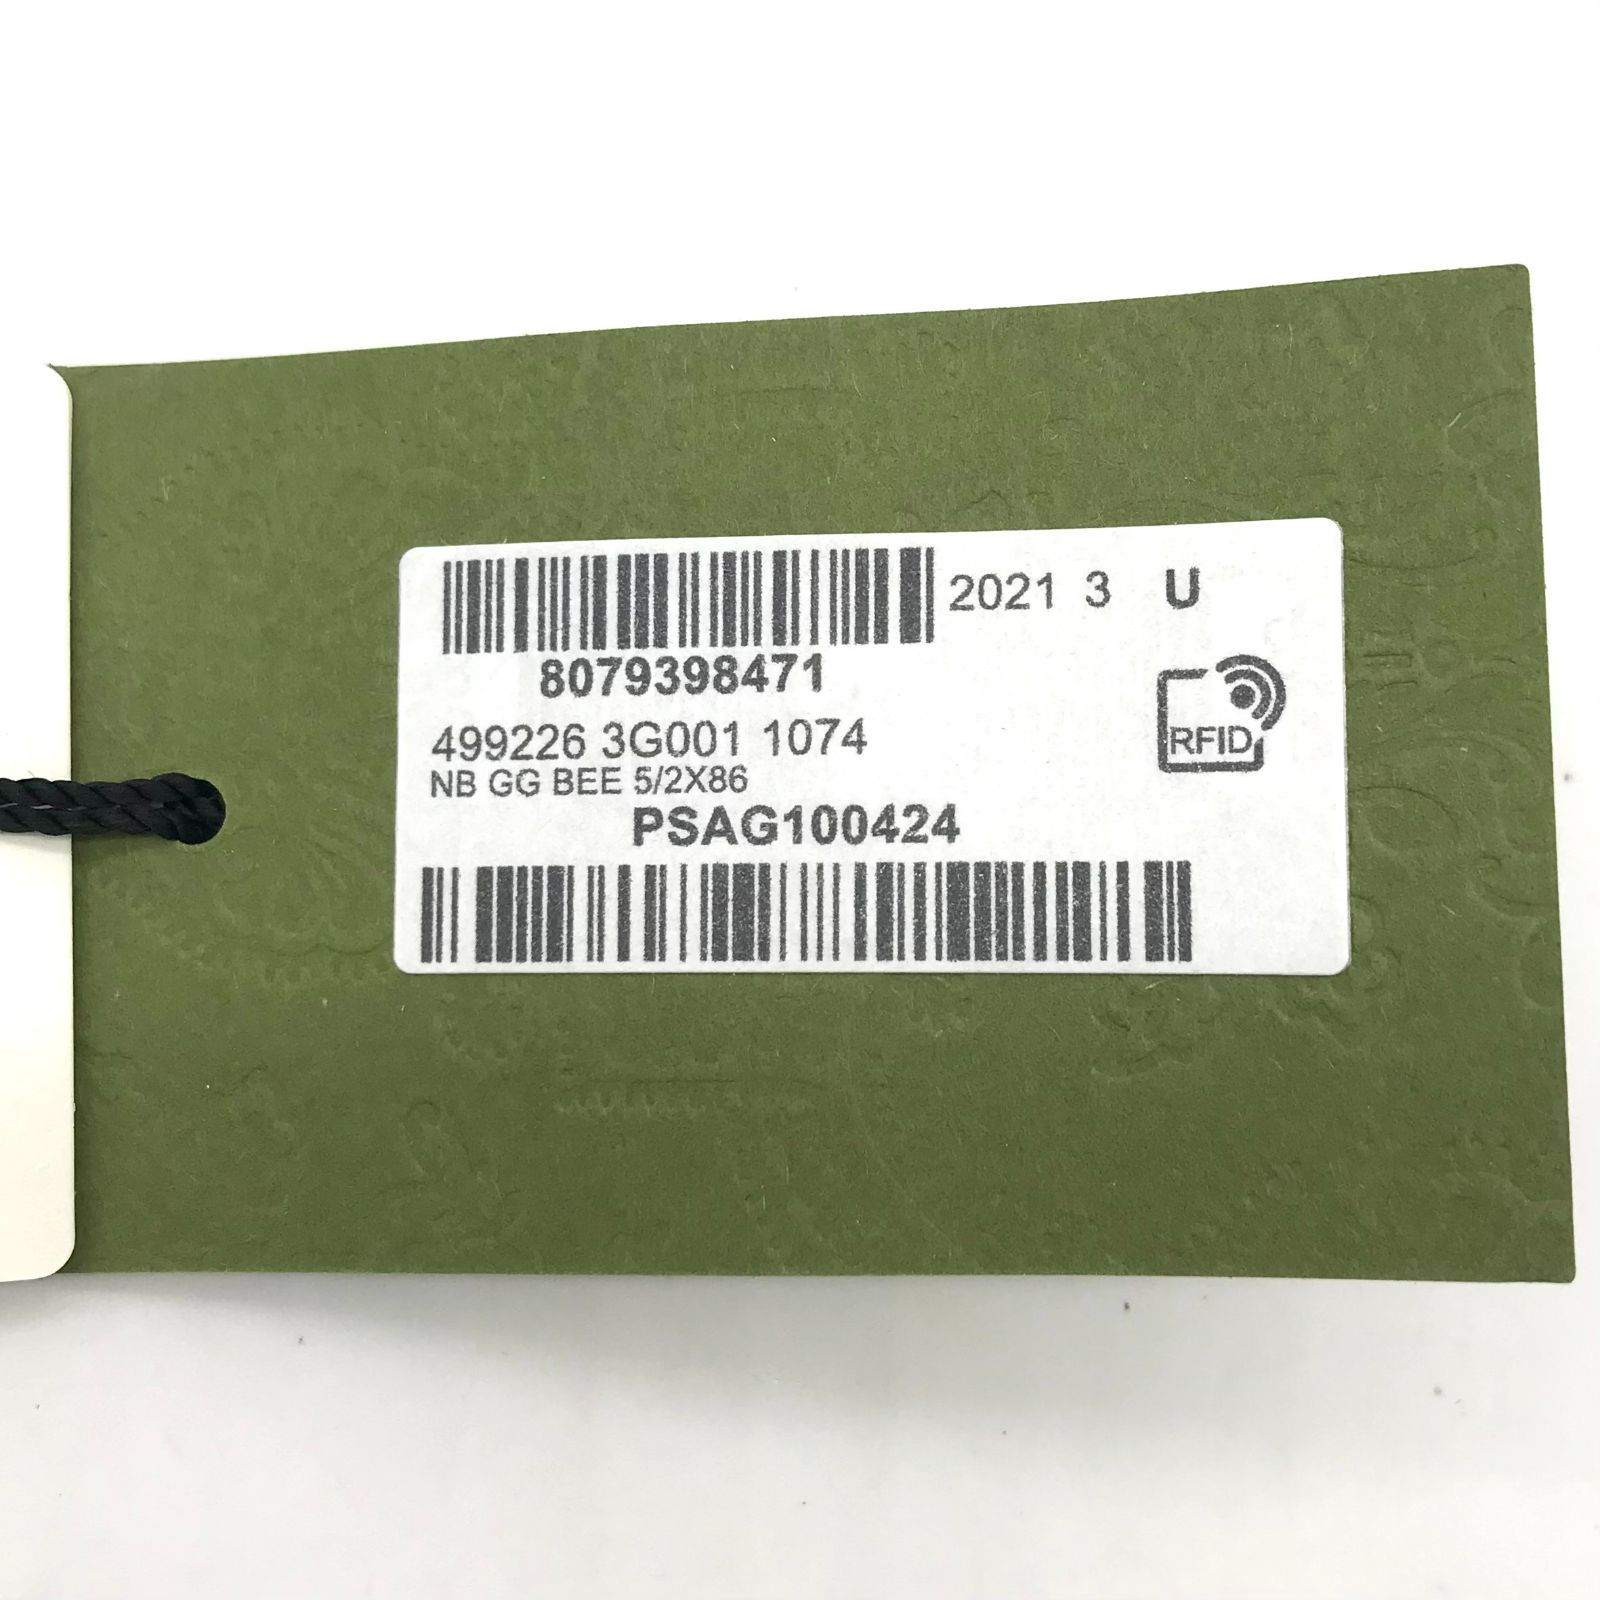 2021 3 U
8079398471
499226 3G001 1074
RFID
NB GG BEE 5/2X86
PSAG100424